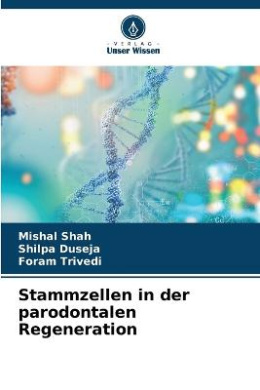 - VERLAG -
Unser Wissen
Mishal Shah
Shilpa Duseja
Foram Trivedi
Stammzellen in der
parodontalen
Regeneration